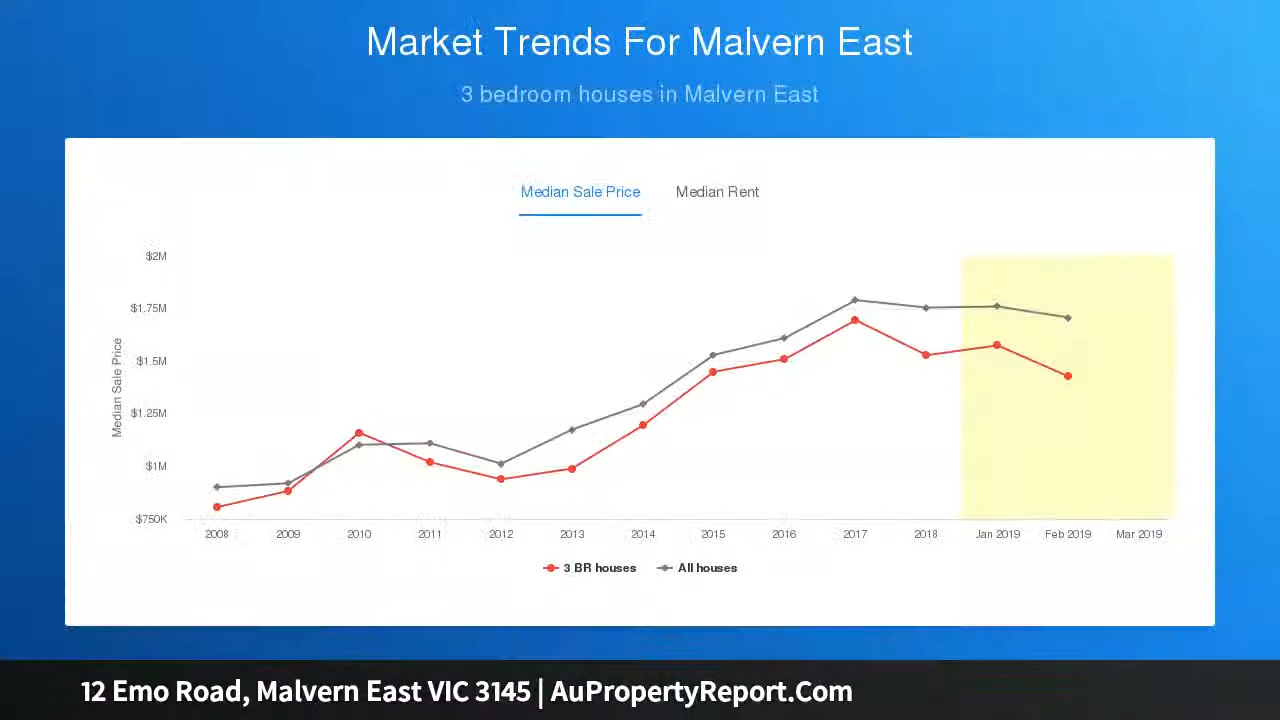 Market Trends For Malvern East
3 bedroom houses in Malvern East
Median Sale Price Median Rent
$2M
$1.75M
$1.5M
$1.25M
$1M
$750K
Median Sale Price
2008 2009 2010 2011 2012 2013 2014 2015 2016 2017 2018 Jan 2019 Feb 2019 Mar 2019
3 BR houses All houses
12 Emo Road, Malvern East VIC 3145 | AuPropertyReport.Com